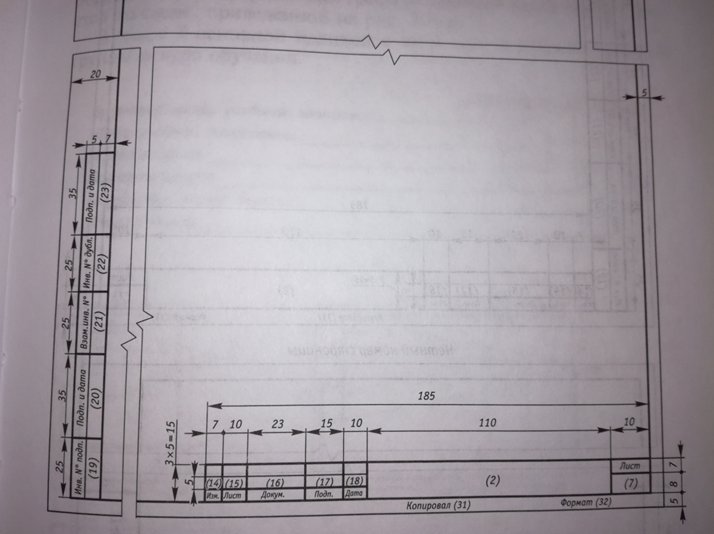 20
5
5 7
35
Подп. и дата
(23)
25
Инв. № дубл.
(22)
25
Взам.инв. №
(21)
35
Подп. и дата
(20)
25
Инв. № подп.
(19)
185
7 10 23 15 10 110 10
3×5=15
5
(14) (15) (16) (17) (18)
Изм. Лист Докум. Подп. Дата
(2)
Лист
(7)
7
8
5
Копировал (31) Формат (32)